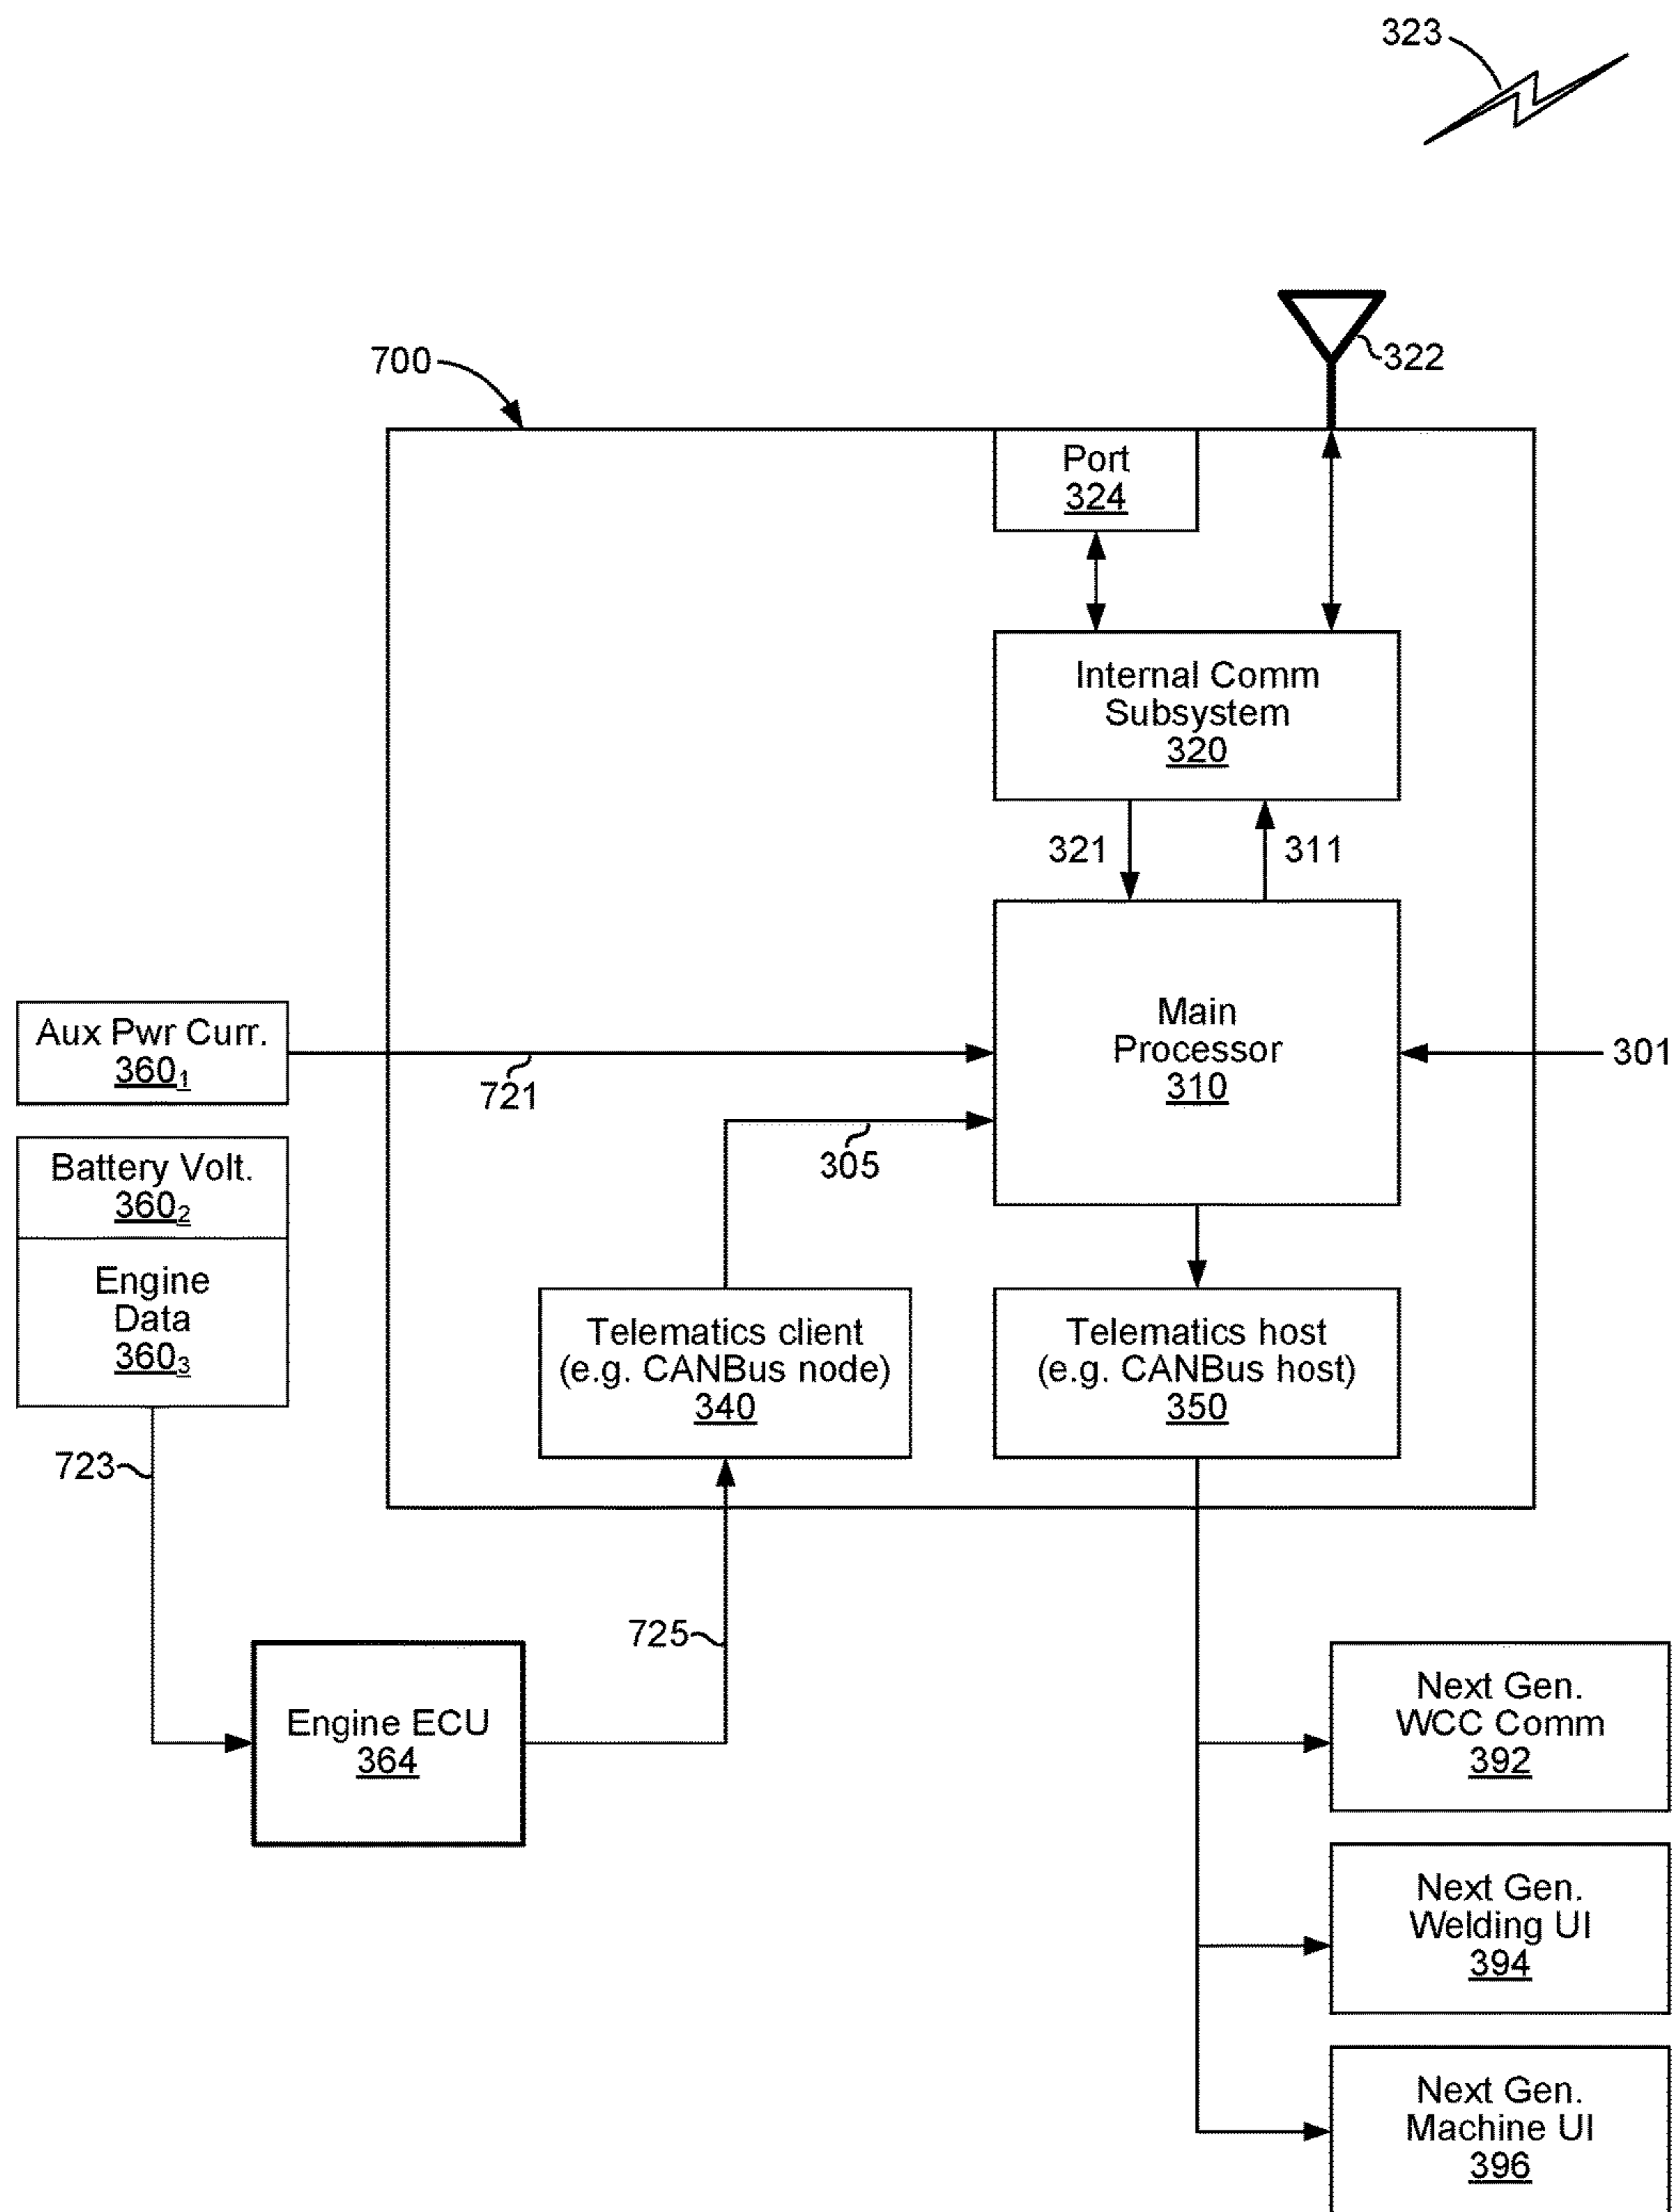 323
322
700
Port
324
Internal Comm
Subsystem
320
321
311
Main
Processor
310
301
Aux Pwr Curr.
360₁
721
305
Battery Volt.
360₂
Engine
Data
360₃
Telematics client
(e.g. CANBus node)
340
Telematics host
(e.g. CANBus host)
350
723
725
Engine ECU
364
Next Gen.
WCC Comm
392
Next Gen.
Welding UI
394
Next Gen.
Machine UI
396